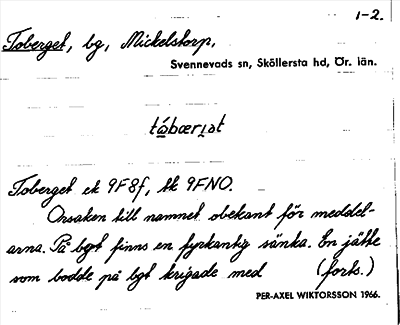 1-2.
Toberget, bg, Mickelstorp,
Svennevads sn, Sköllersta hd, Ör. län.
tábærɪ̣ət
Toberget ek 9F8f, tk 9FNO.
Orsaken till namnet obekant för meddel-
arna. På bgt finns en fyrkantig sänka. En jätte
som bodde på bgt krigade med (forts.)
PER-AXEL WIKTORSSON 1966.